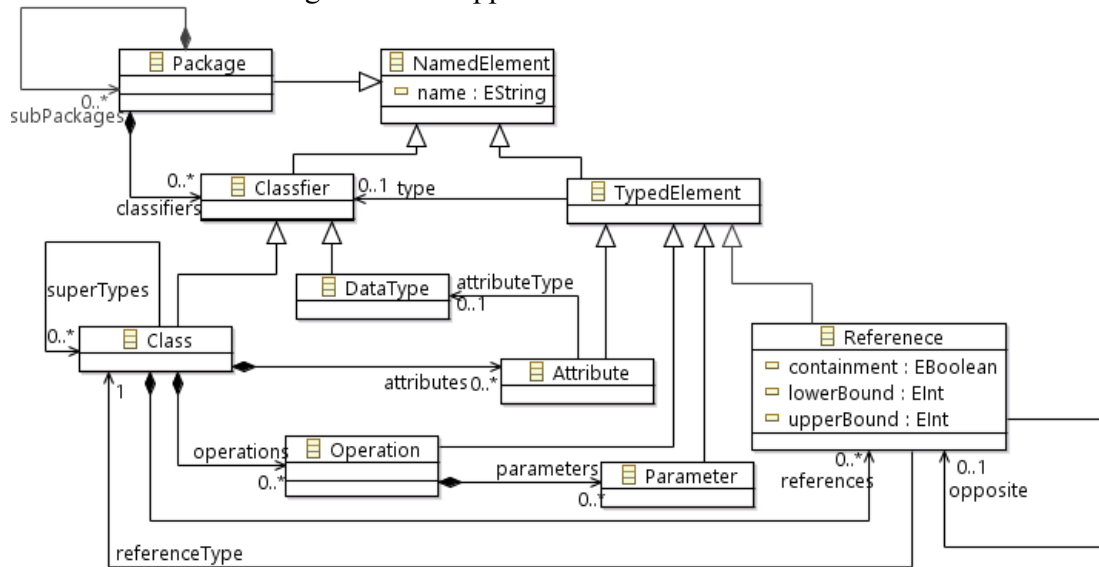 Package
NamedElement
name : EString
0..*
subPackages
0..*
classifiers
Classfier
0..1 type
TypedElement
superTypes
DataType
attributeType
0..1
0..*
Class
Referenece
containment : EBoolean
lowerBound : EInt
upperBound : EInt
1
attributes 0..*
Attribute
operations
0..*
Operation
parameters
0..*
Parameter
0..*
references
0..1
opposite
referenceType